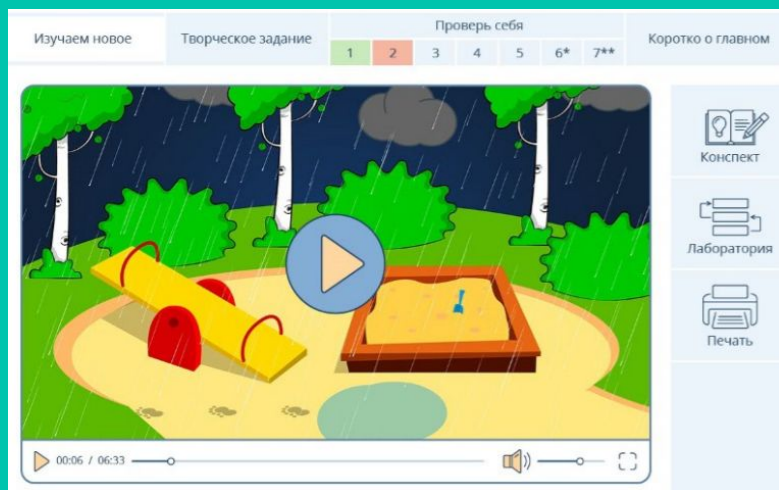 Изучаем новое
Творческое задание
Проверь себя
1 2 3 4 5 6* 7**
Коротко о главном
Конспект
Лаборатория
Печать
00:06 / 06:33